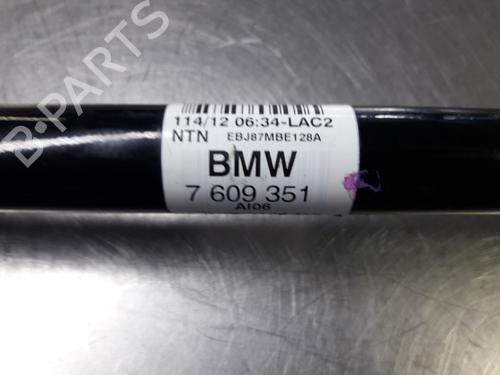 B-PARTS
114/12 06:34-LAC2
NTN EBJ87MBE128A
BMW
7 609 351
AI06